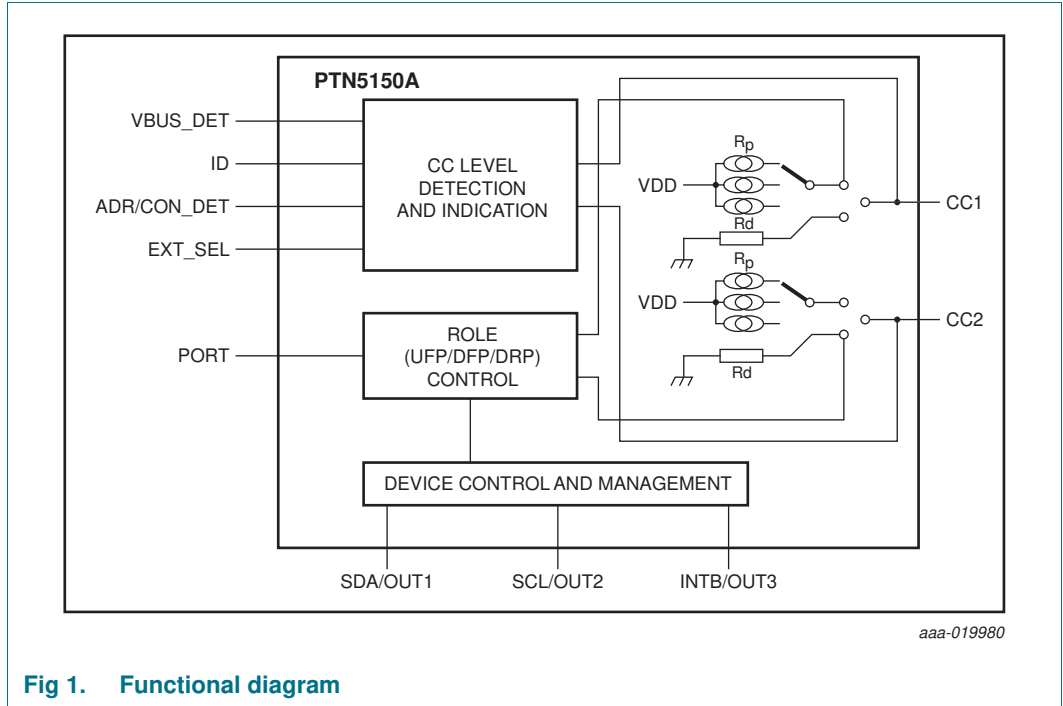 PTN5150A
VBUS_DET
ID
ADR/CON_DET
EXT_SEL
CC LEVEL
DETECTION
AND INDICATION
Rp
VDD
Rd
CC1
Rp
VDD
Rd
CC2
PORT
ROLE
(UFP/DFP/DRP)
CONTROL
DEVICE CONTROL AND MANAGEMENT
SDA/OUT1
SCL/OUT2
INTB/OUT3
aaa-019980
Fig 1. Functional diagram